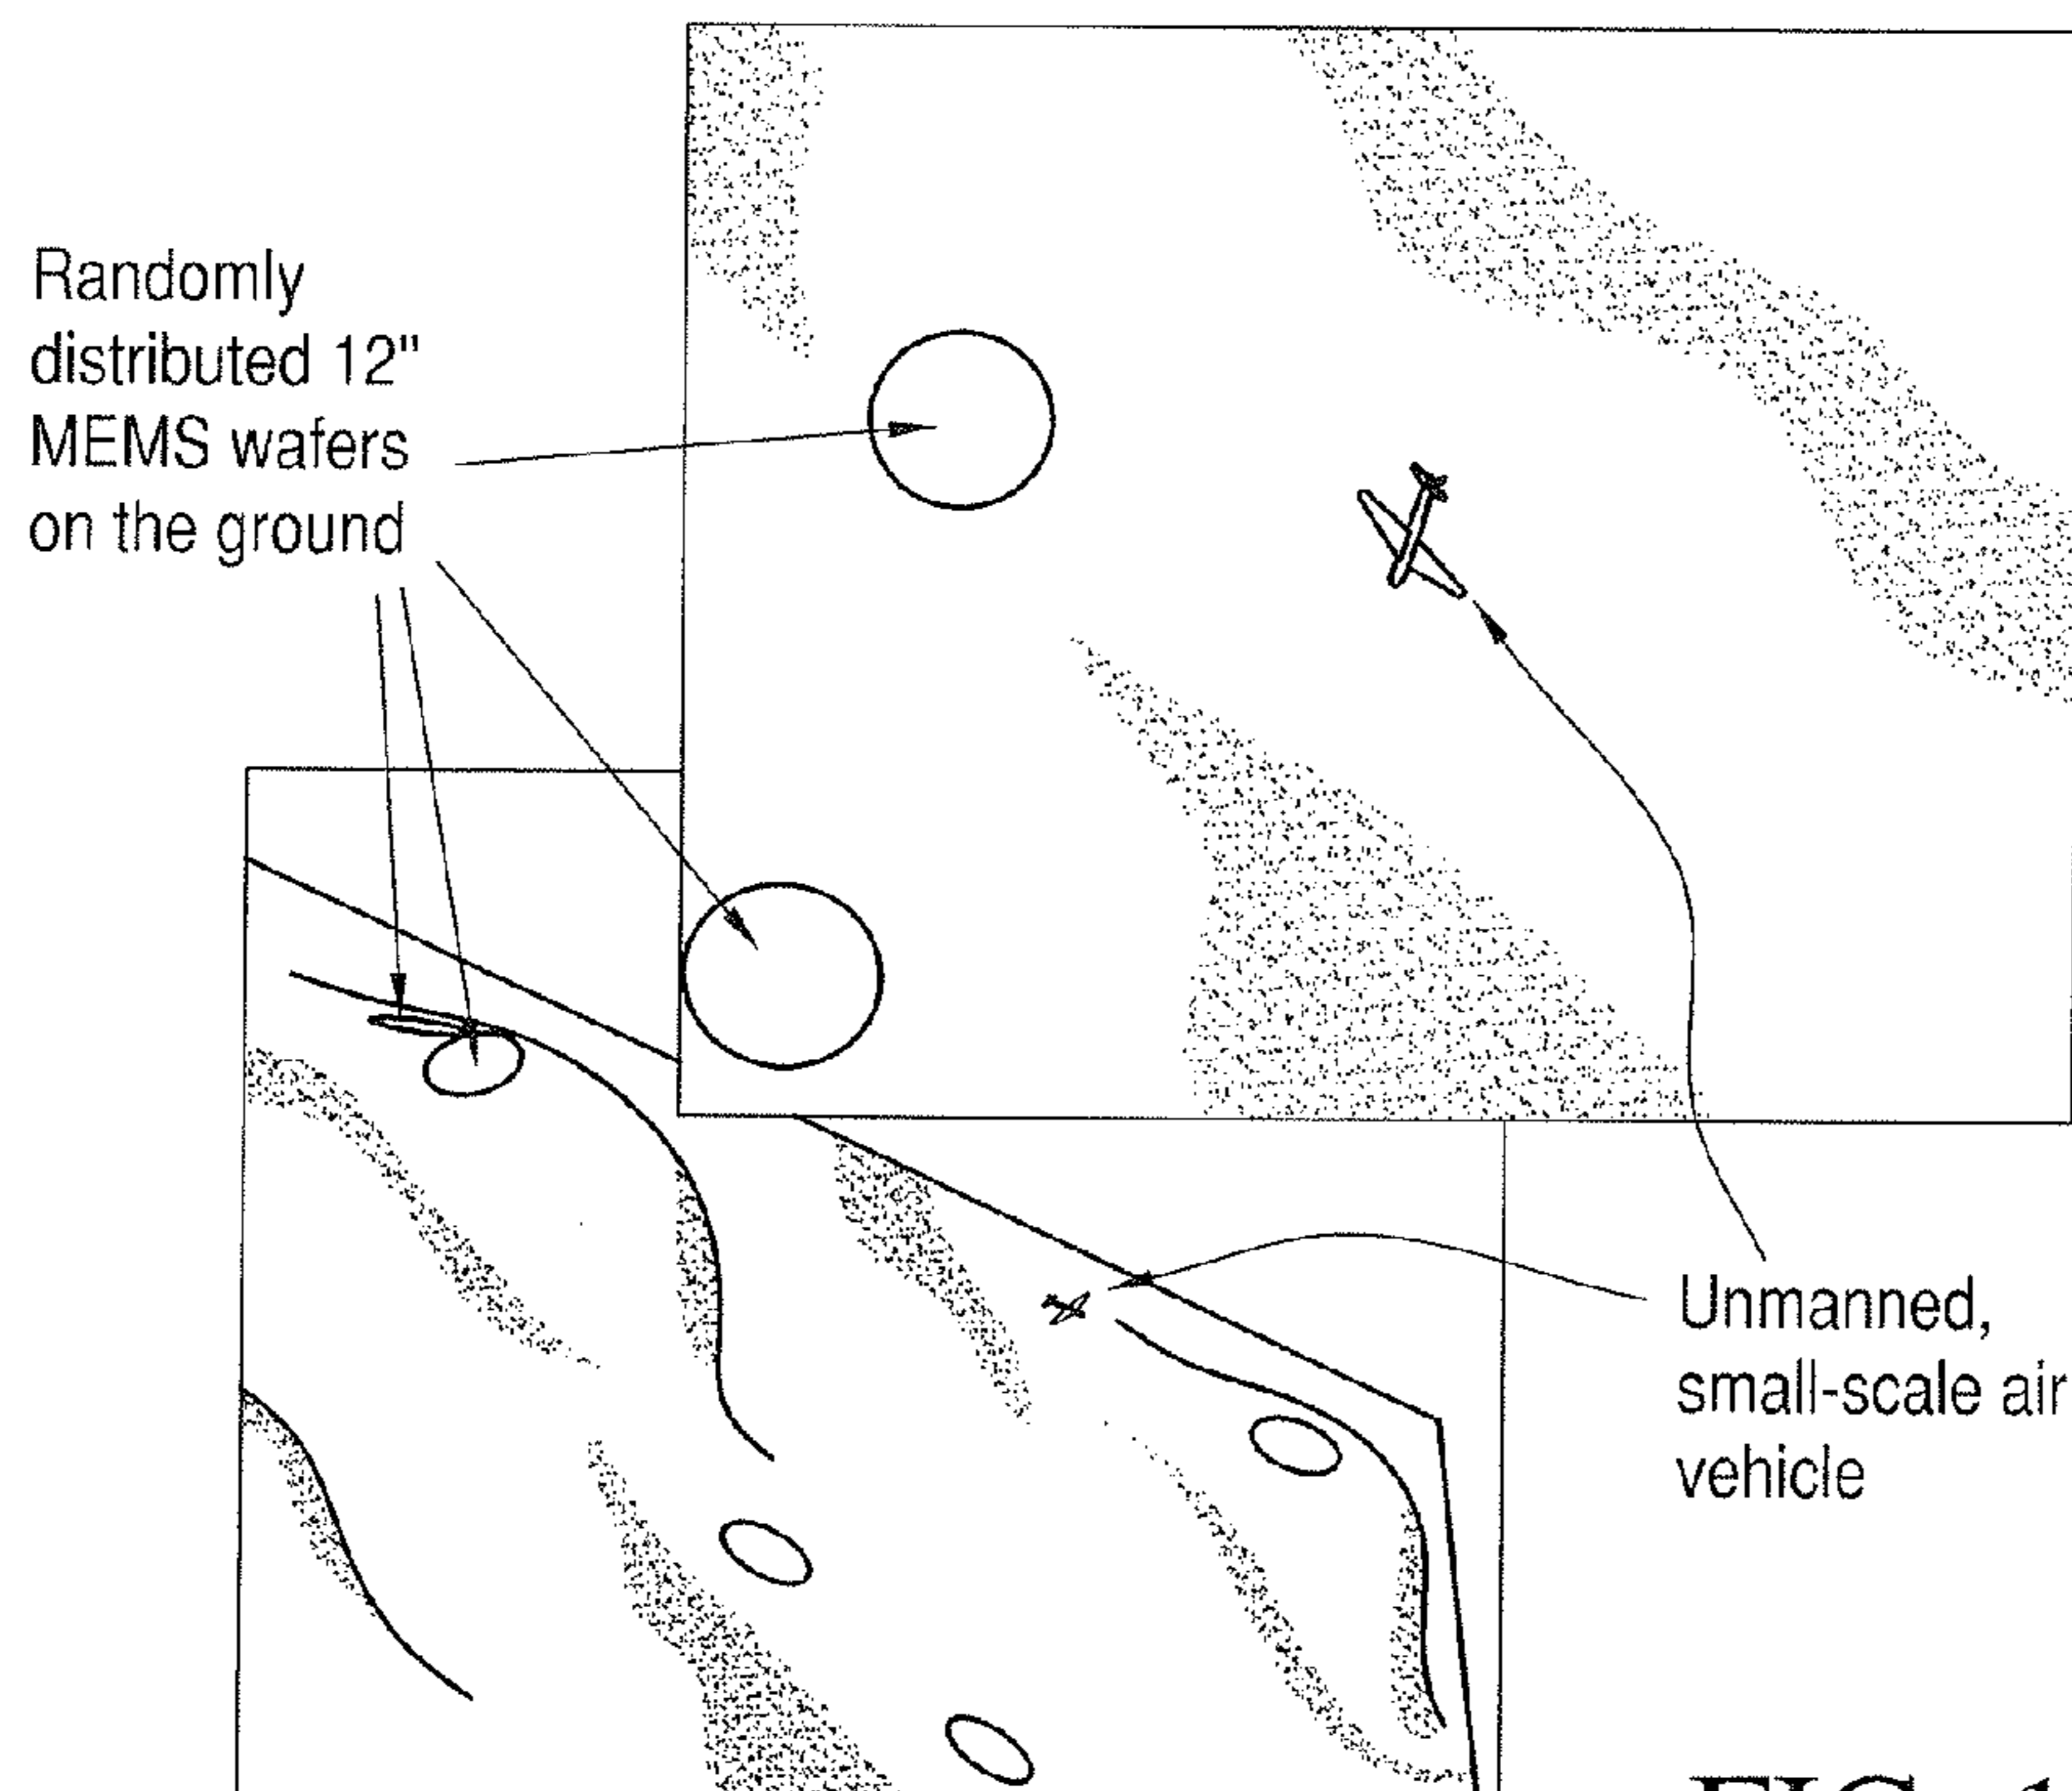 Randomly
distributed 12"
MEMS wafers
on the ground
Unmanned,
small-scale air
vehicle